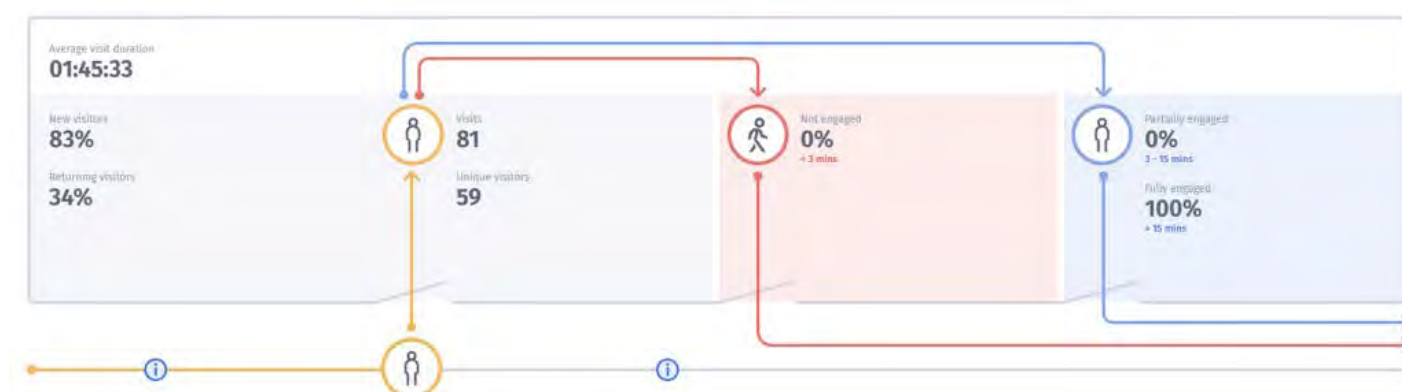 Average visit duration
01:45:33
New visitors
83%
Returning visitors
34%
Visits
81
Unique visitors
59
Not engaged
0%
< 3 mins
Partially engaged
0%
3 - 15 mins
Fully engaged
100%
+ 15 mins